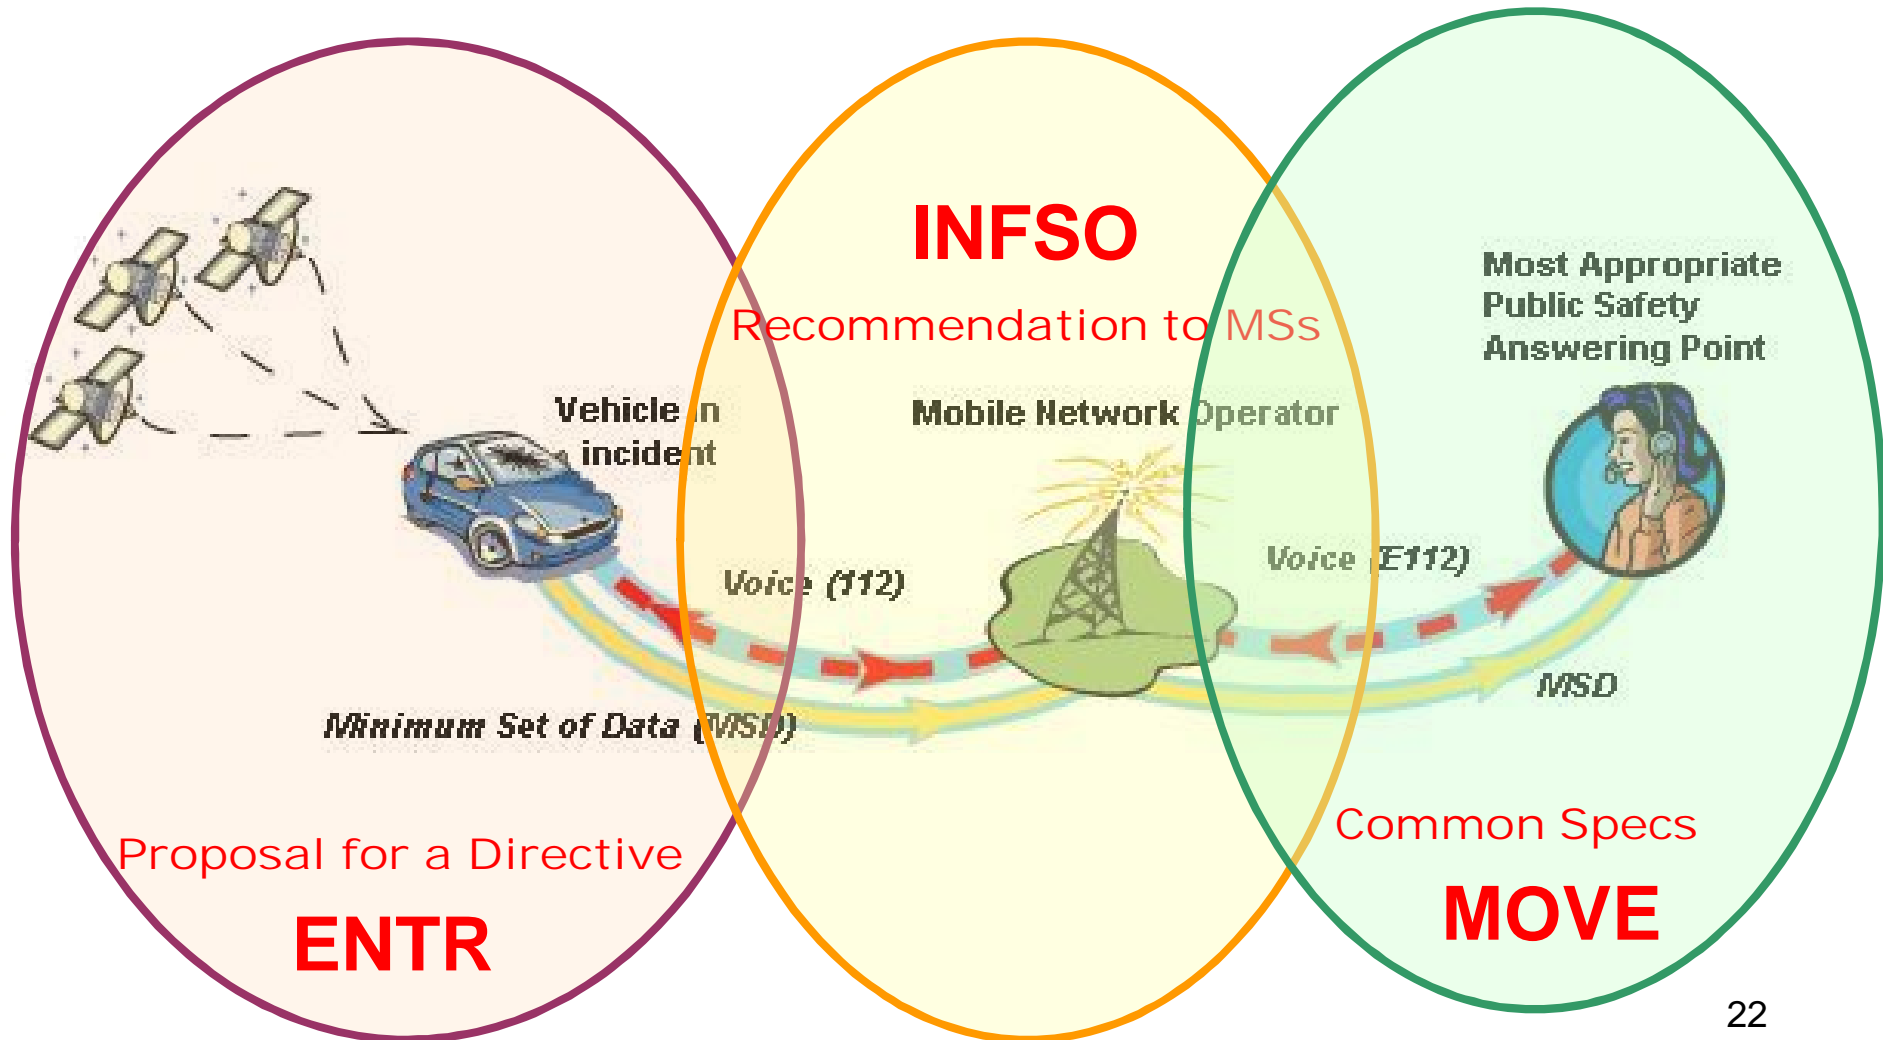 INFSO
Recommendation to MSs
Most Appropriate
Public Safety
Answering Point
Vehicle in
incident
Mobile Network Operator
Voice (112)
Voice (E112)
Minimum Set of Data (MSD)
MSD
Proposal for a Directive
ENTR
Common Specs
MOVE
22